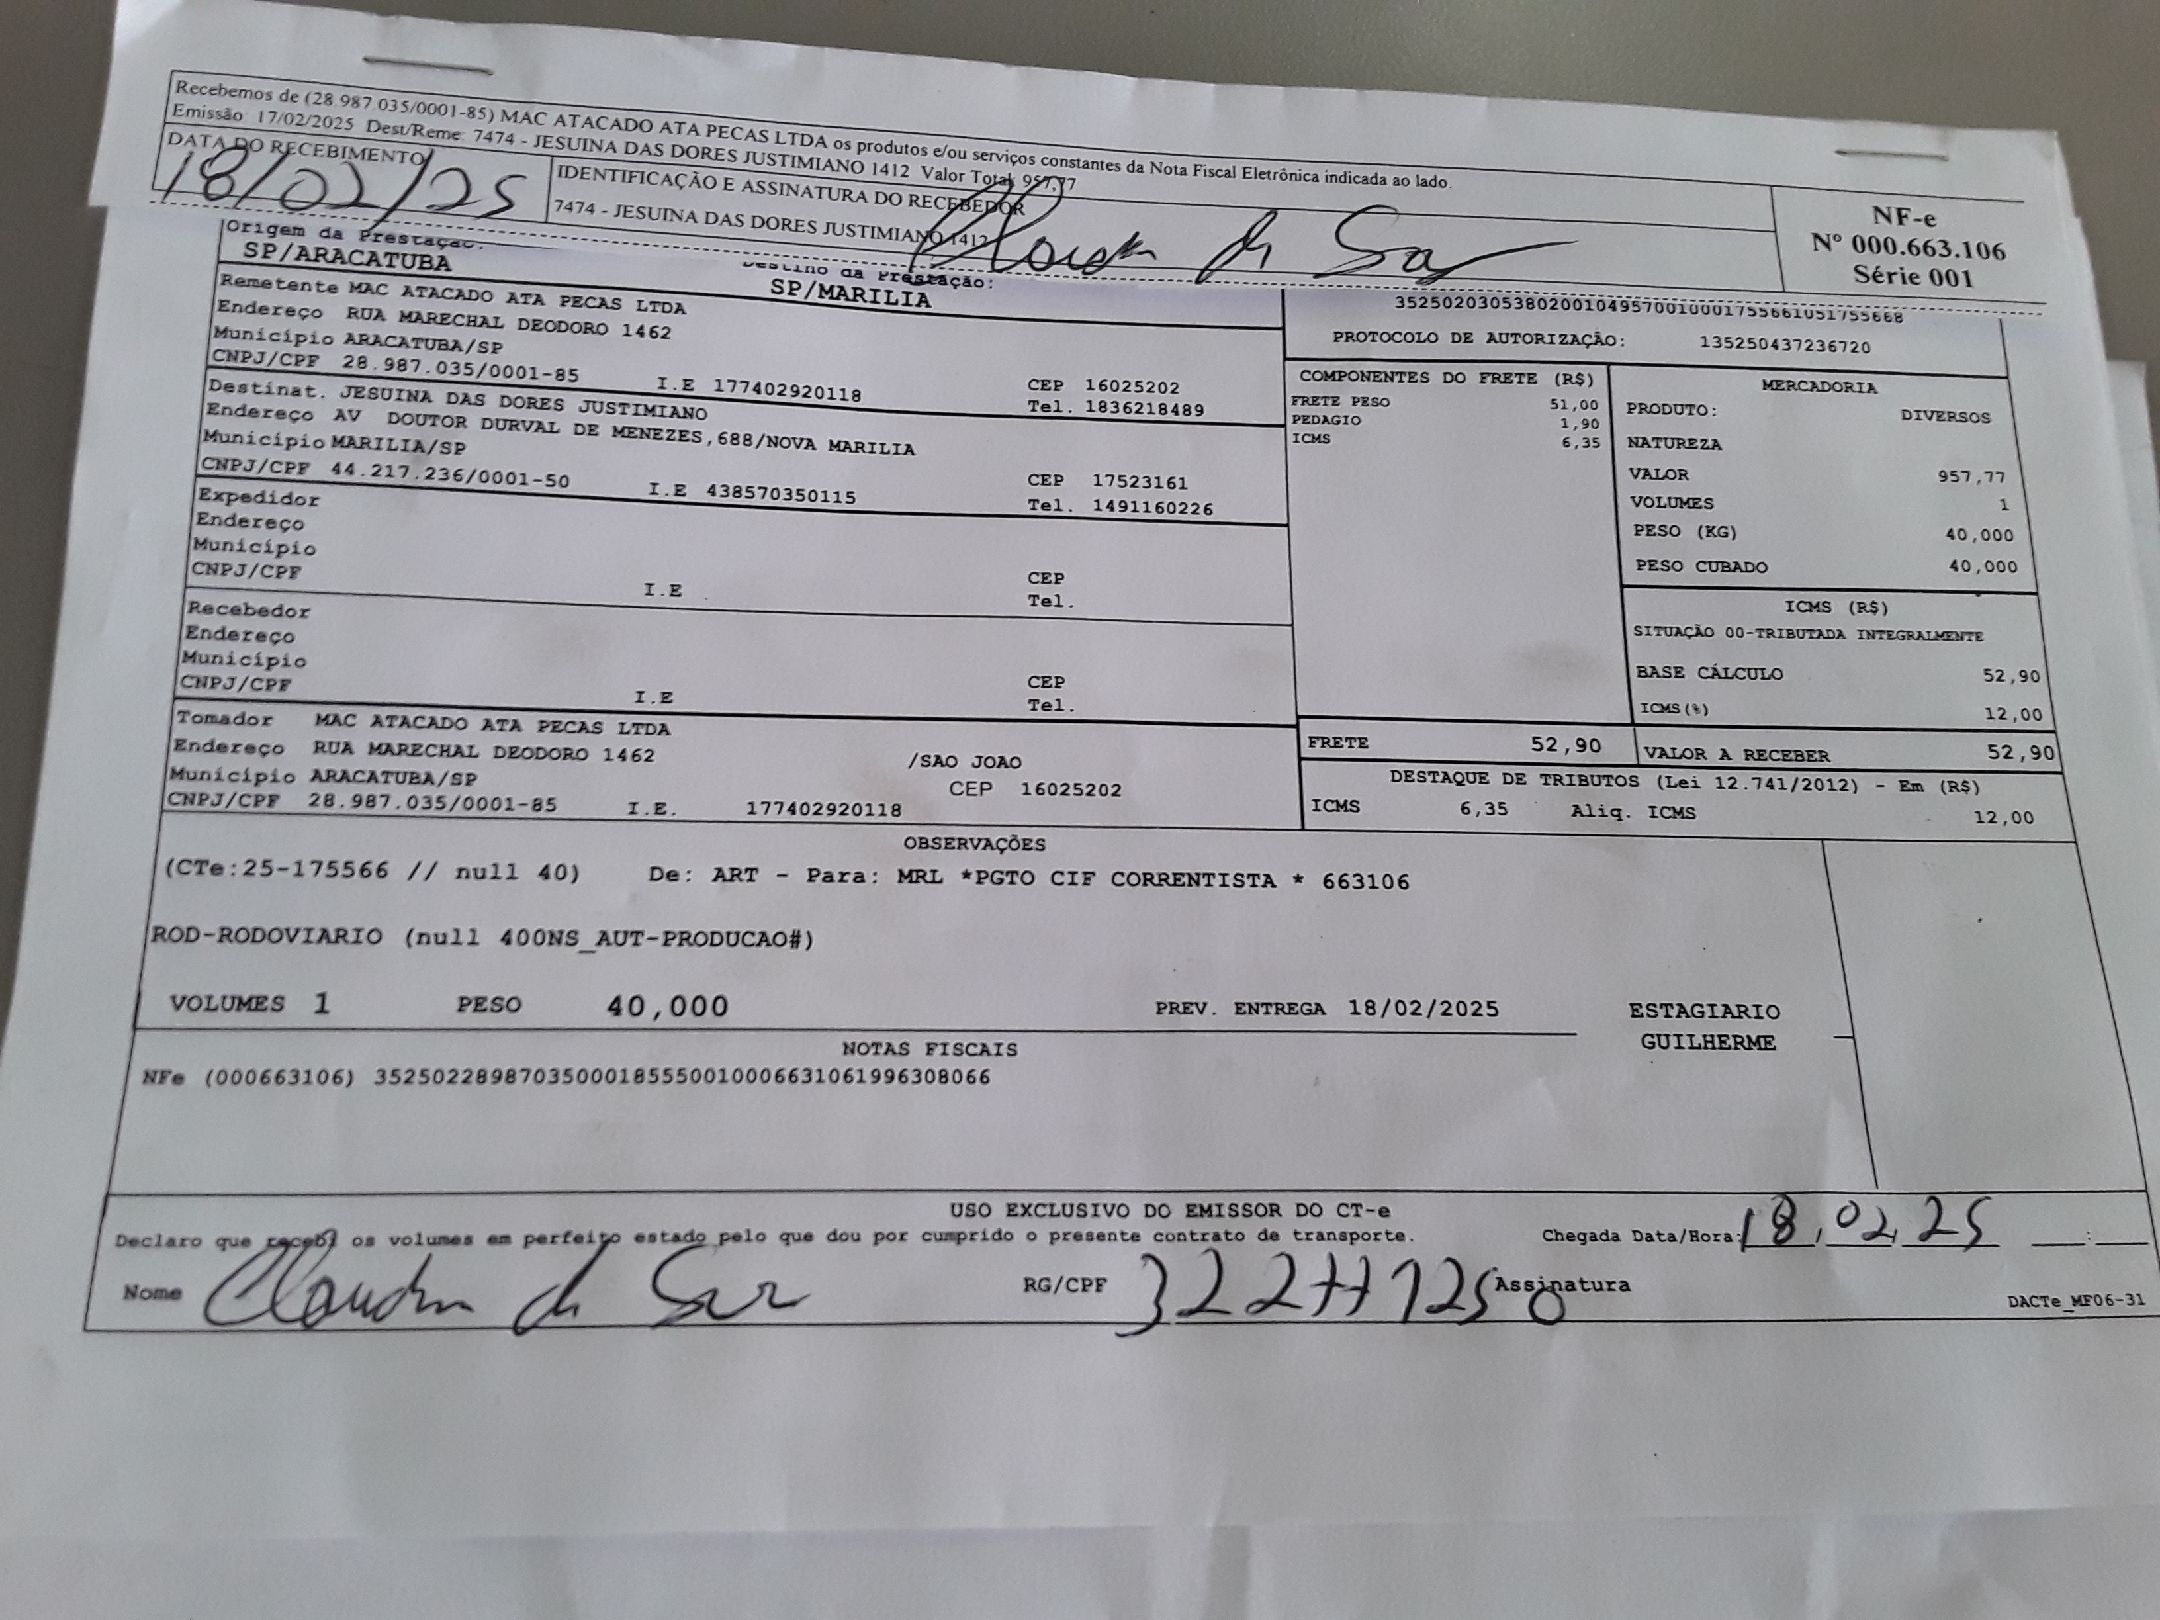 Recebemos de (28.987.035/0001-85) MAC ATACADO ATA PECAS LTDA os produtos e/ou serviços constantes da Nota Fiscal Eletrônica indicada ao lado.
Emissão 17/02/2025 Dest/Reme: 7474 - JESUINA DAS DORES JUSTIMIANO 1412 Valor Total 957,77
DATA DO RECEBIMENTO
18/02/25
IDENTIFICAÇÃO E ASSINATURA DO RECEBEDOR
7474 - JESUINA DAS DORES JUSTIMIANO 1412
NF-e
Nº 000.663.106
Série 001
Origem da Prestação:
SP/ARACATUBA
Destino da Prestação:
SP/MARILIA
Remetente MAC ATACADO ATA PECAS LTDA
Endereço RUA MARECHAL DEODORO 1462
Município ARACATUBA/SP
CNPJ/CPF 28.987.035/0001-85 I.E 177402920118
CEP 16025202
Tel. 1836218489
Destinat. JESUINA DAS DORES JUSTIMIANO
Endereço AV DOUTOR DURVAL DE MENEZES,688/NOVA MARILIA
Município MARILIA/SP
CNPJ/CPF 44.217.236/0001-50 I.E 438570350115
CEP 17523161
Tel. 1491160226
Expedidor
Endereço
Município
CNPJ/CPF I.E
CEP
Tel.
Recebedor
Endereço
Município
CNPJ/CPF I.E
CEP
Tel.
Tomador MAC ATACADO ATA PECAS LTDA
Endereço RUA MARECHAL DEODORO 1462 /SAO JOAO
Município ARACATUBA/SP CEP 16025202
CNPJ/CPF 28.987.035/0001-85 I.E. 177402920118
35250203053802001049570010001755661051755668
PROTOCOLO DE AUTORIZAÇÃO: 135250437236720
COMPONENTES DO FRETE (R$)
FRETE PESO 51,00
PEDAGIO 1,90
ICMS 6,35
MERCADORIA
PRODUTO: DIVERSOS
NATUREZA
VALOR 957,77
VOLUMES 1
PESO (KG) 40,000
PESO CUBADO 40,000
ICMS (R$)
SITUAÇÃO 00-TRIBUTADA INTEGRALMENTE
BASE CÁLCULO 52,90
ICMS(%) 12,00
FRETE 52,90
VALOR A RECEBER 52,90
DESTAQUE DE TRIBUTOS (Lei 12.741/2012) - Em (R$)
ICMS 6,35 Aliq. ICMS 12,00
OBSERVAÇÕES
(CTe:25-175566 // null 40) De: ART - Para: MRL *PGTO CIF CORRENTISTA * 663106
ROD-RODOVIARIO (null 400NS_AUT-PRODUCAO#)
VOLUMES 1 PESO 40,000 PREV. ENTREGA 18/02/2025
ESTAGIARIO
GUILHERME
NOTAS FISCAIS
NFe (000663106) 35250228987035000185550010006631061996308066
USO EXCLUSIVO DO EMISSOR DO CT-e
Declaro que recebi os volumes em perfeito estado pelo que dou por cumprido o presente contrato de transporte.
Chegada Data/Hora: 18,02,25 :
Nome
RG/CPF
Assinatura
DACTe_MF06-31